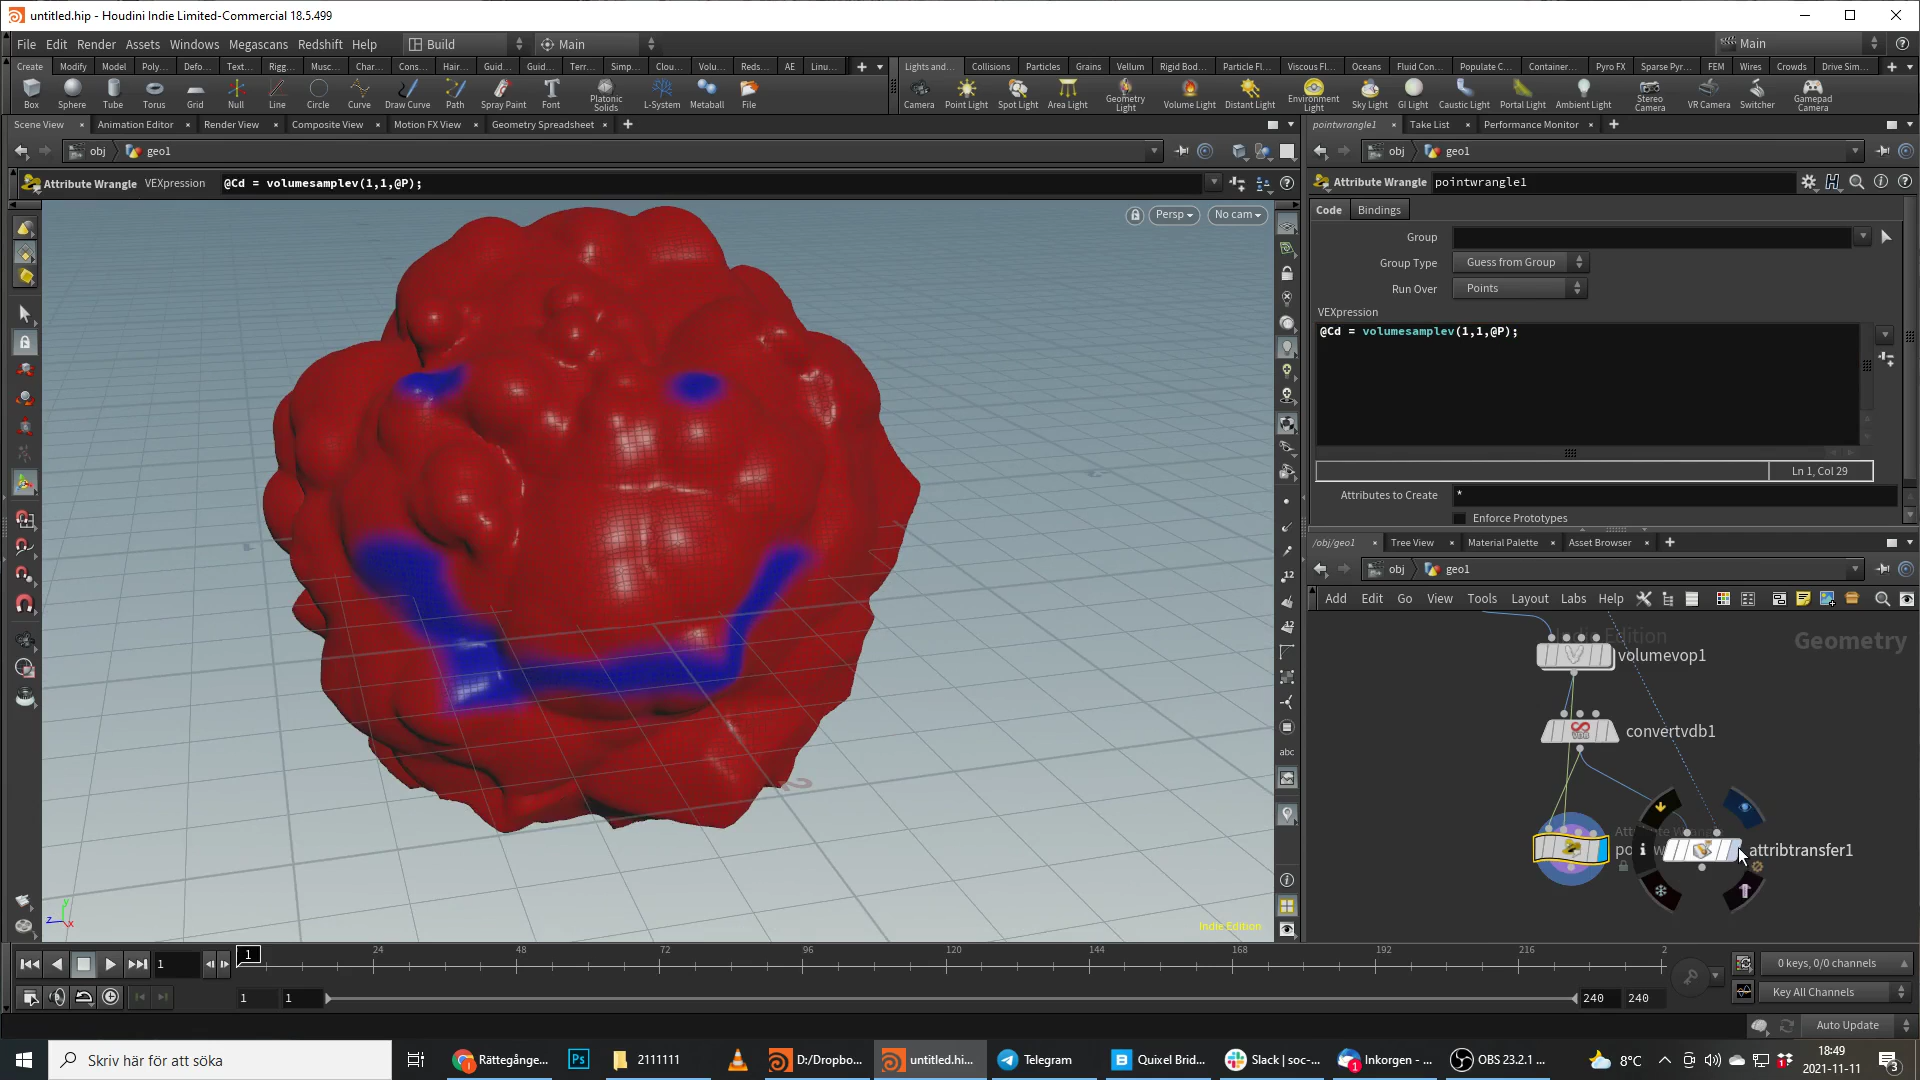 untitled.hip - Houdini Indie Limited-Commercial 18.5.499
File Edit Render Assets Windows Megascans Redshift Help Build Main Main
Create Modify Model Poly... Defo... Text... Rigg... Musc... Char... Cons... Hair... Guid... Guid... Terr... Simp... Clou... Volu... Reds... AE Linu...
Lights and... Collisions Particles Grains Vellum Rigid Bod... Particle Fl... Viscous Fl... Oceans Fluid Con... Populate C... Container... Pyro FX Sparse Pyr... FEM Wires Crowds Drive Sim...
Box Sphere Tube Torus Grid Null Line Circle Curve Draw Curve Path Spray Paint Font Platonic Solids L-System Metaball File
Camera Point Light Spot Light Area Light Geometry Light Volume Light Distant Light Environment Light Sky Light GI Light Caustic Light Portal Light Ambient Light Stereo Camera VR Camera Switcher Gamepad Camera
Scene View Animation Editor Render View Composite View Motion FX View Geometry Spreadsheet
obj geo1
Attribute Wrangle VEXpression @Cd = volumesamplev(1,1,@P);
Persp No cam
Indie Edition
pointwrangle1 Take List Performance Monitor
obj geo1
Attribute Wrangle pointwrangle1
Code Bindings
Group
Group Type Guess from Group
Run Over Points
VEXpression
@Cd = volumesamplev(1,1,@P);
Ln 1, Col 29
Attributes to Create *
Enforce Prototypes
/obj/geo1 Tree View Material Palette Asset Browser
obj geo1
Add Edit Go View Tools Layout Labs Help
Indie Edition
Geometry
volumevop1
convertvdb1
Attribute Wrangle
attribtransfer1
1 1 24 48 72 96 120 144 168 192 216 2
0 keys, 0/0 channels
1 1 240 240
Key All Channels
Auto Update
Skriv här för att söka
Rättegånge... 2111111 D:/Dropbo... untitled.hi... Telegram Quixel Brid... Slack | soc-... Inkorgen - ... OBS 23.2.1 ...
8°C
18:49
2021-11-11
3